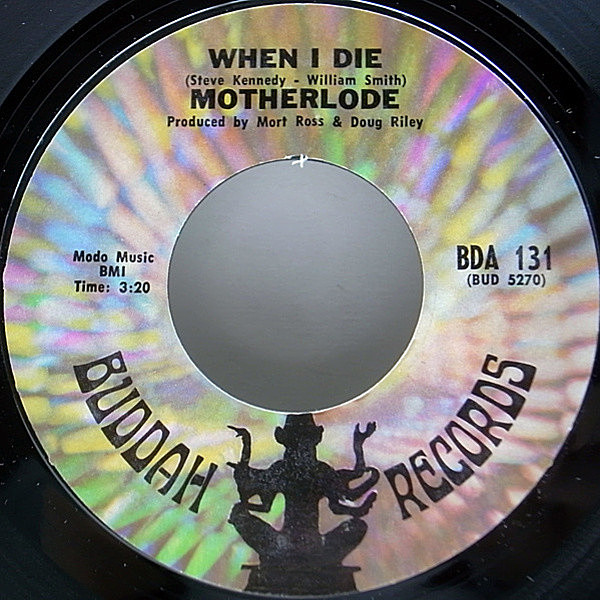 WHEN I DIE
(Steve Kennedy - William Smith)
MOTHERLODE
Produced by Mort Ross & Doug Riley
Modo Music
BMI
Time: 3:20
BDA 131
(BUD 5270)
BUDDAH RECORDS